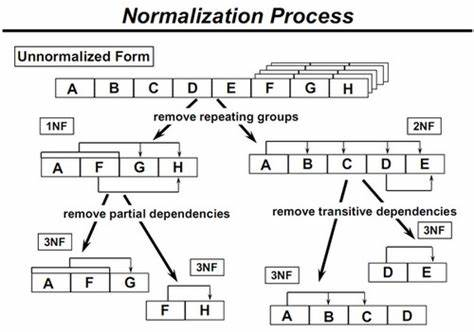 Normalization Process
Unnormalized Form
A B C D E F G H
remove repeating groups
1NF
2NF
A F G H
A B C D E
remove partial dependencies
remove transitive dependencies
3NF
3NF
3NF
3NF
A F G
F H
D E
A B C D